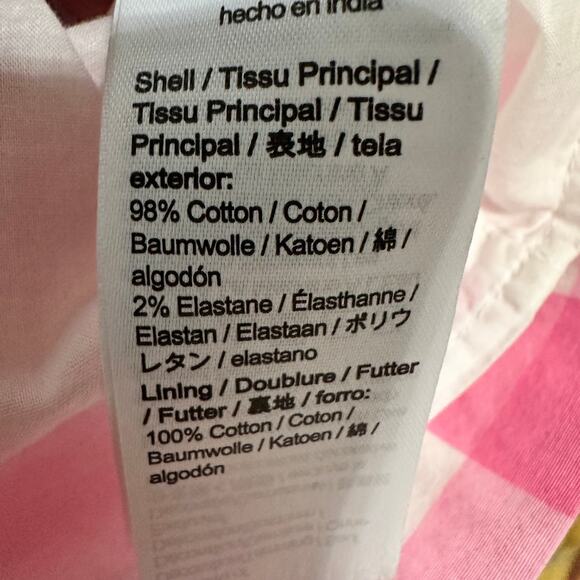 hecho en India
Shell / Tissu Principal /
Tissu Principal / Tissu
Principal / 表地 / tela
exterior:
98% Cotton / Coton /
Baumwolle / Katoen / 綿 /
algodón
2% Elastane / Élasthanne /
Elastan / Elastaan / ポリウ
レタン / elastano
Lining / Doublure / Futter
/ Futter / 裏地 / forro:
100% Cotton / Coton /
Baumwolle / Katoen / 綿 /
algodón